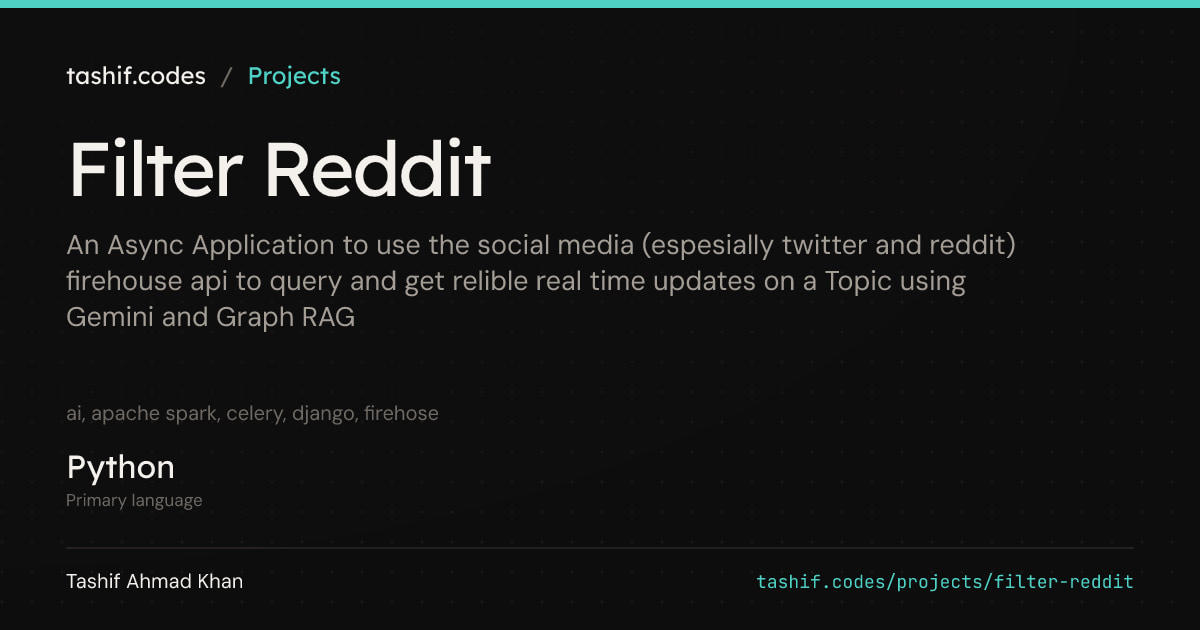 tashif.codes / Projects
Filter Reddit
An Async Application to use the social media (espesially twitter and reddit)
firehouse api to query and get relible real time updates on a Topic using
Gemini and Graph RAG
ai, apache spark, celery, django, firehose
Python
Primary language
Tashif Ahmad Khan
tashif.codes/projects/filter-reddit